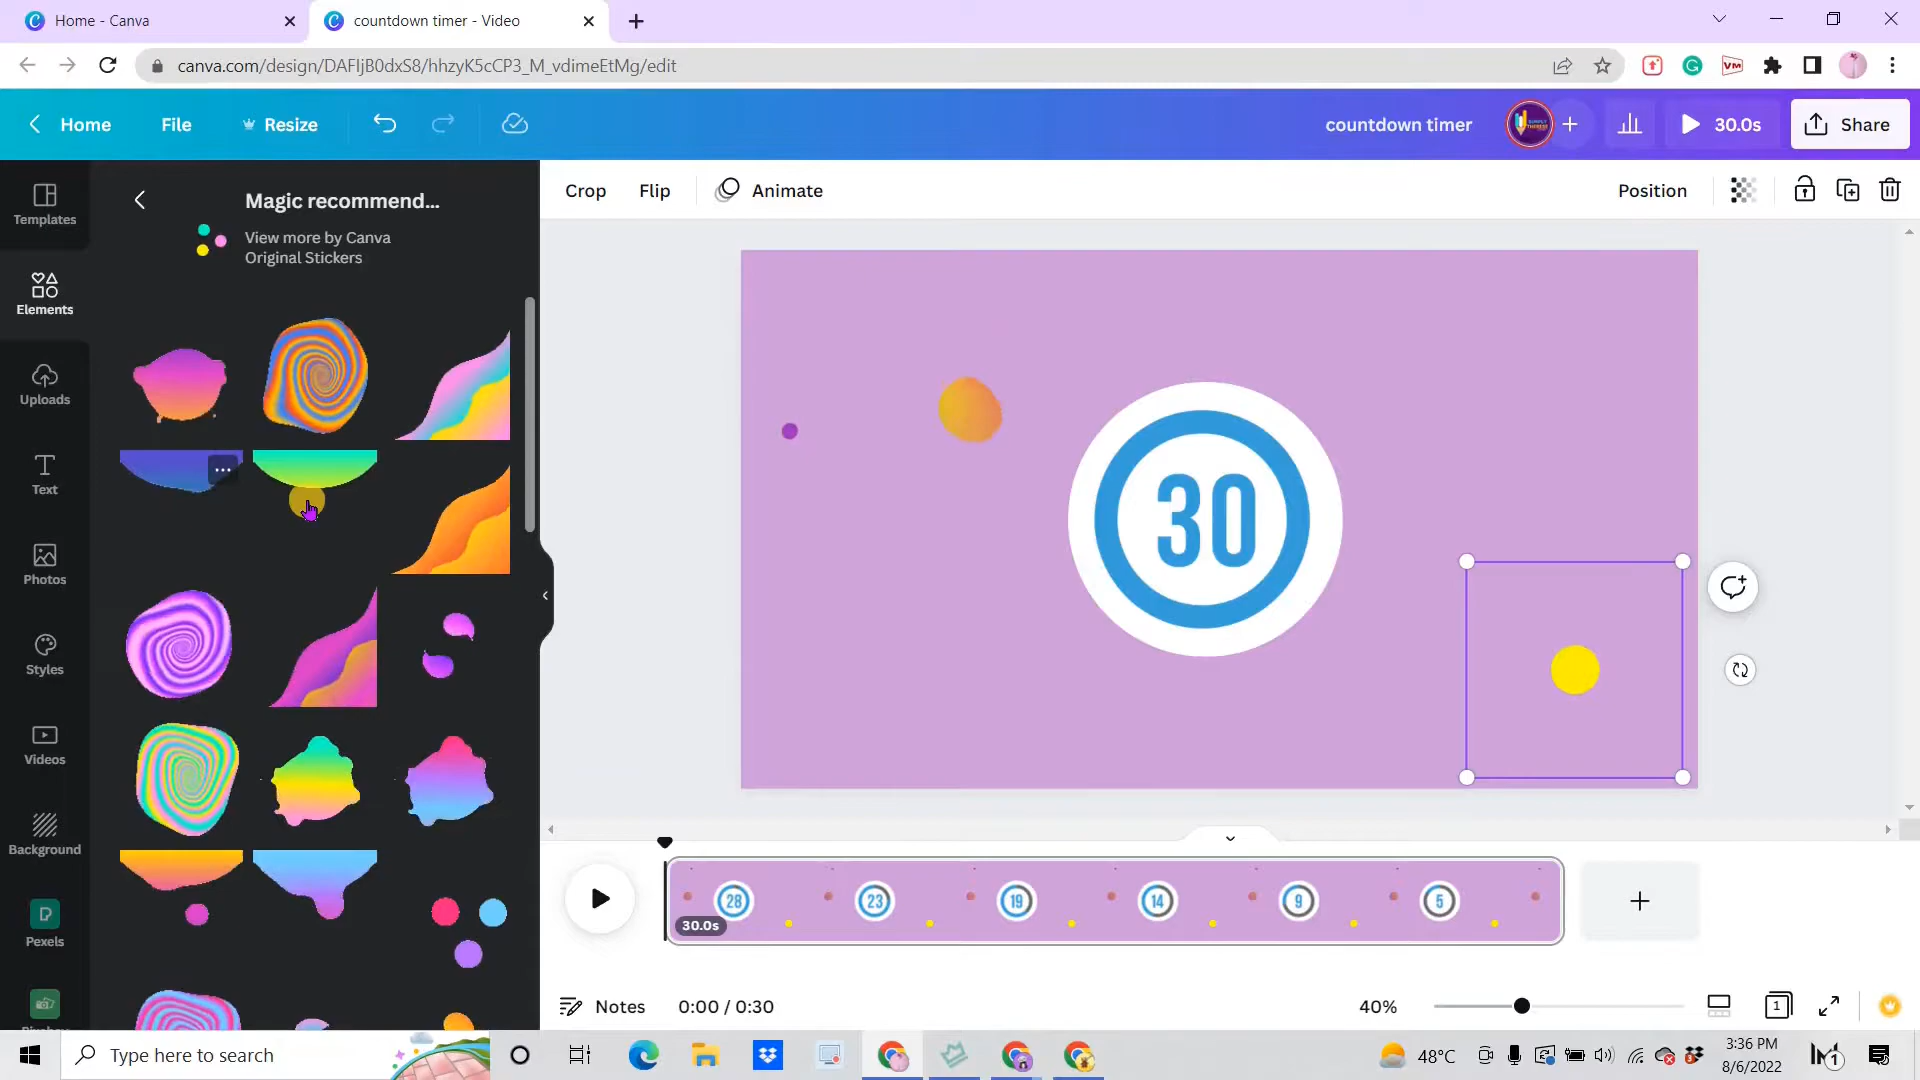 Home - Canva
countdown timer - Video
canva.com/design/DAFIjB0dxS8/hhzyK5cCP3_M_vdimeEtMg/edit
VM
Home
File
Resize
countdown timer
30.0s
Share
Templates
Elements
Uploads
Text
Photos
Styles
Videos
Background
Pexels
Magic recommend...
View more by Canva
Original Stickers
Crop
Flip
Animate
Position
30
28
23
19
14
9
5
30.0s
Notes
0:00 / 0:30
40%
1
Type here to search
48°C
3:36 PM
8/6/2022